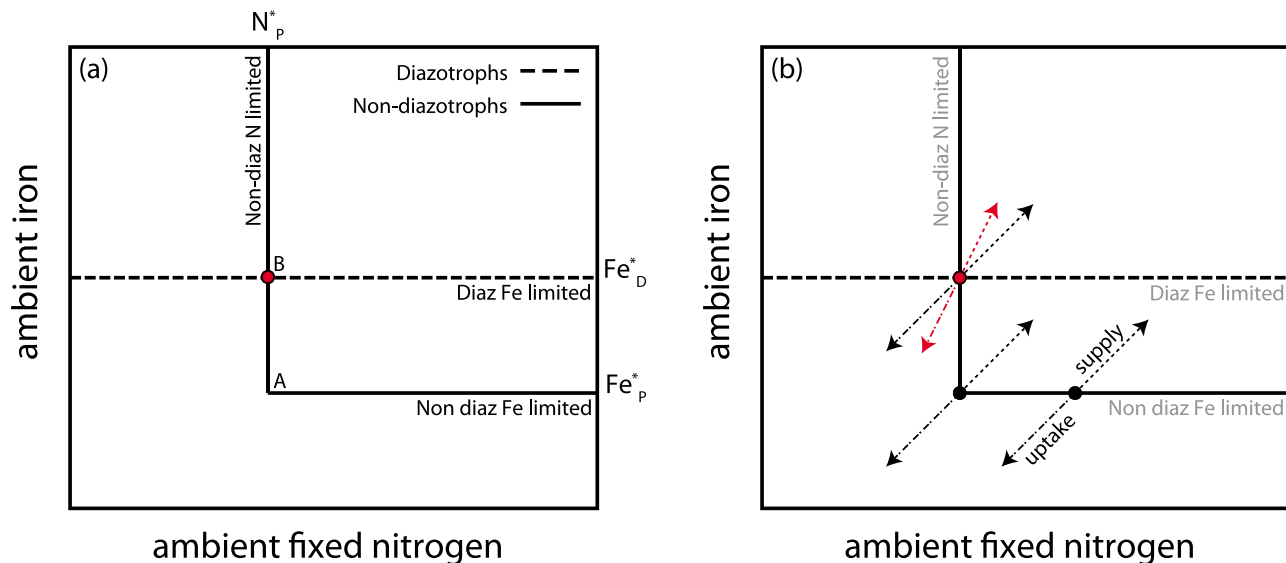 N*P
(a)
Diazotrophs
Non-diazotrophs
Non-diaz N limited
ambient iron
B
Fe*D
Diaz Fe limited
A
Fe*P
Non diaz Fe limited
ambient fixed nitrogen
(b)
Non-diaz N limited
ambient iron
Diaz Fe limited
supply
uptake
Non diaz Fe limited
ambient fixed nitrogen